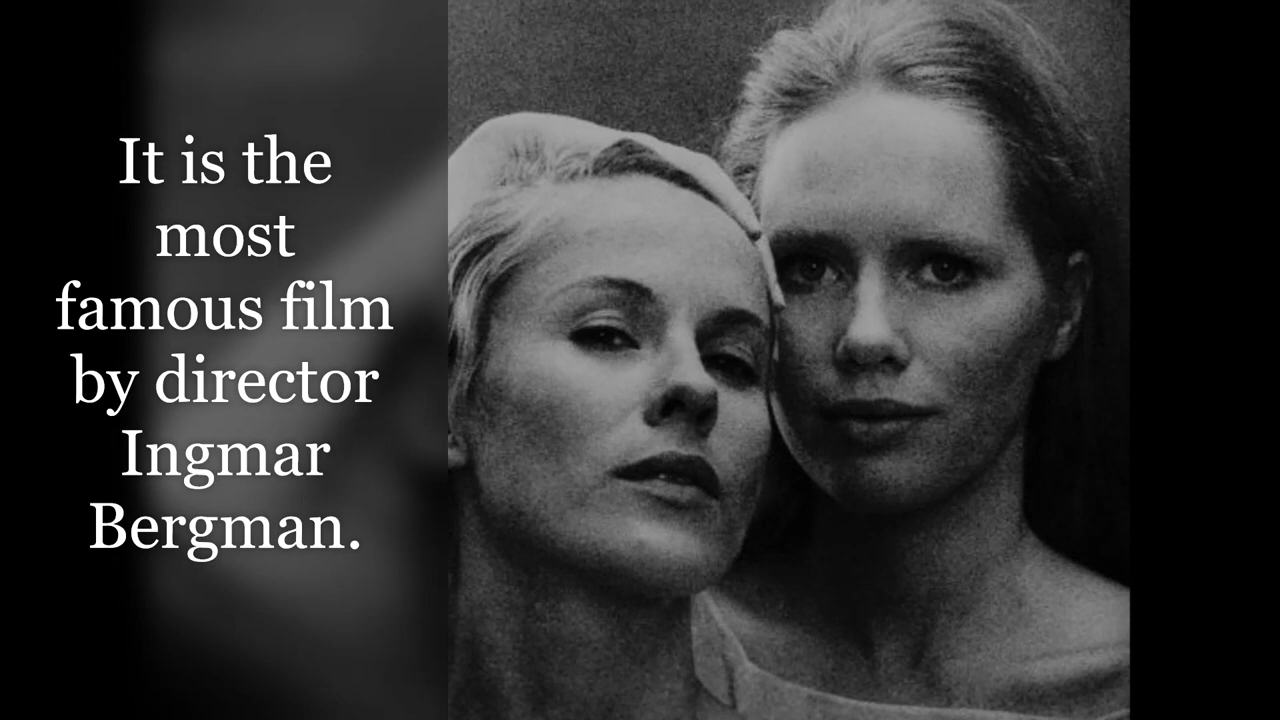 It is the
most
famous film
by director
Ingmar
Bergman.